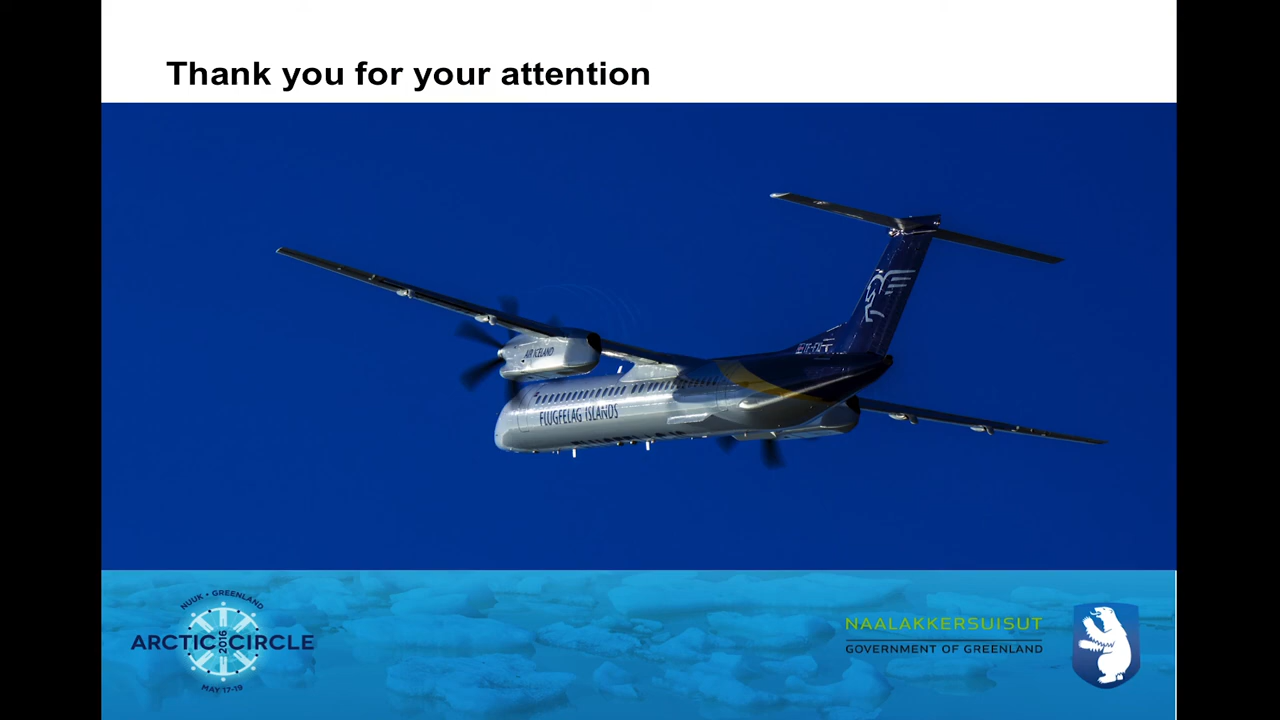 Thank you for your attention
AIR ICELAND
FLUGFELAG ISLANDS
NUUK • GREENLAND
ARCTIC CIRCLE
2016
MAY 17-19
NAALAKKERSUISUT
GOVERNMENT OF GREENLAND